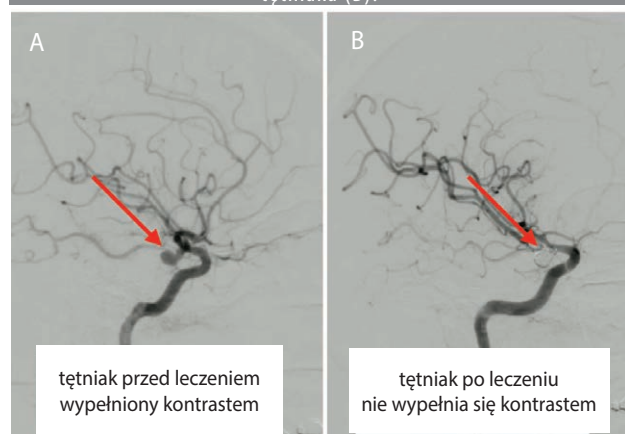 A
B
tętniak przed leczeniem
wypełniony kontrastem
tętniak po leczeniu
nie wypełnia się kontrastem